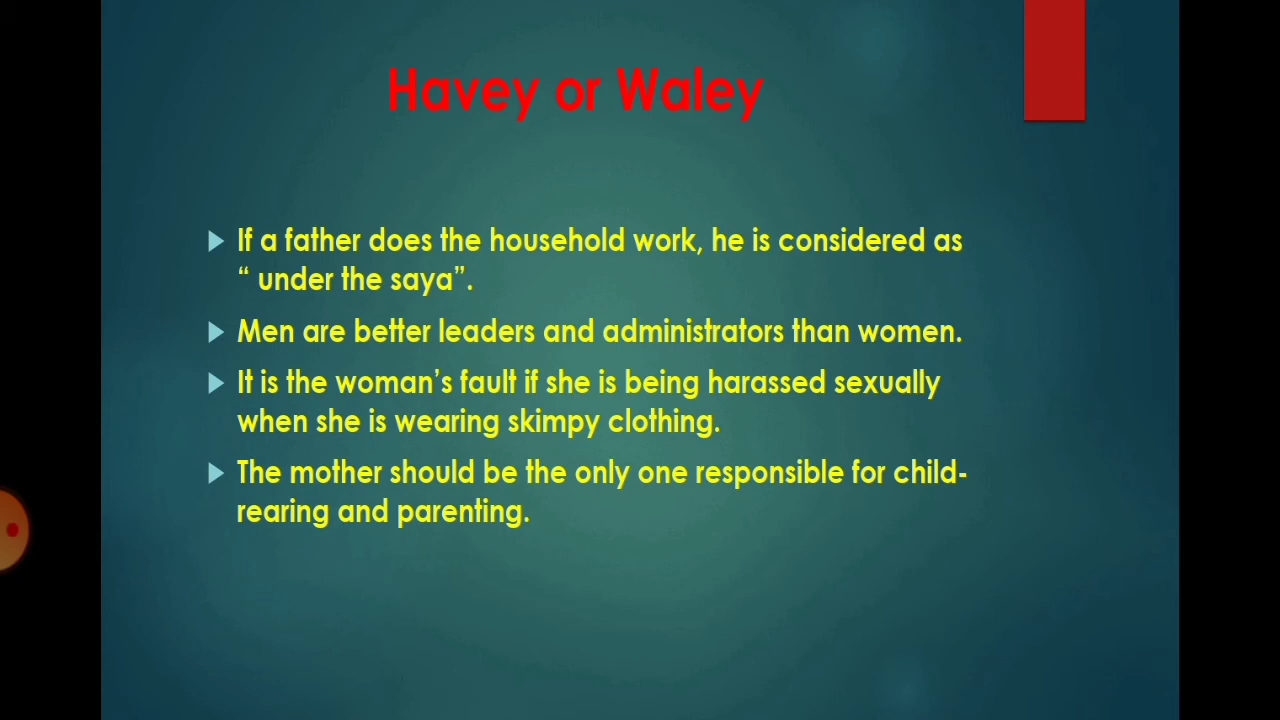 Havey or Waley
If a father does the household work, he is considered as
“ under the saya”.
Men are better leaders and administrators than women.
It is the woman’s fault if she is being harassed sexually
when she is wearing skimpy clothing.
The mother should be the only one responsible for child-
rearing and parenting.